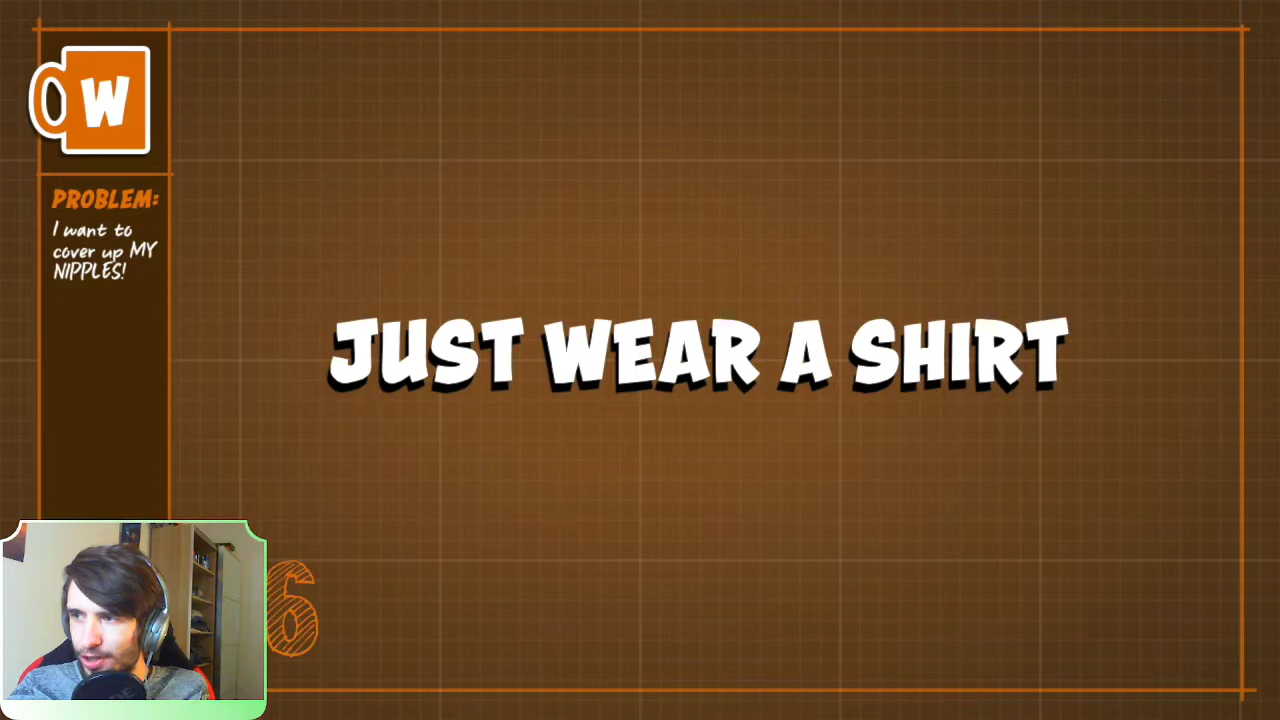 W
PROBLEM:
I want to
cover up MY
NIPPLES!
JUST WEAR A SHIRT
6